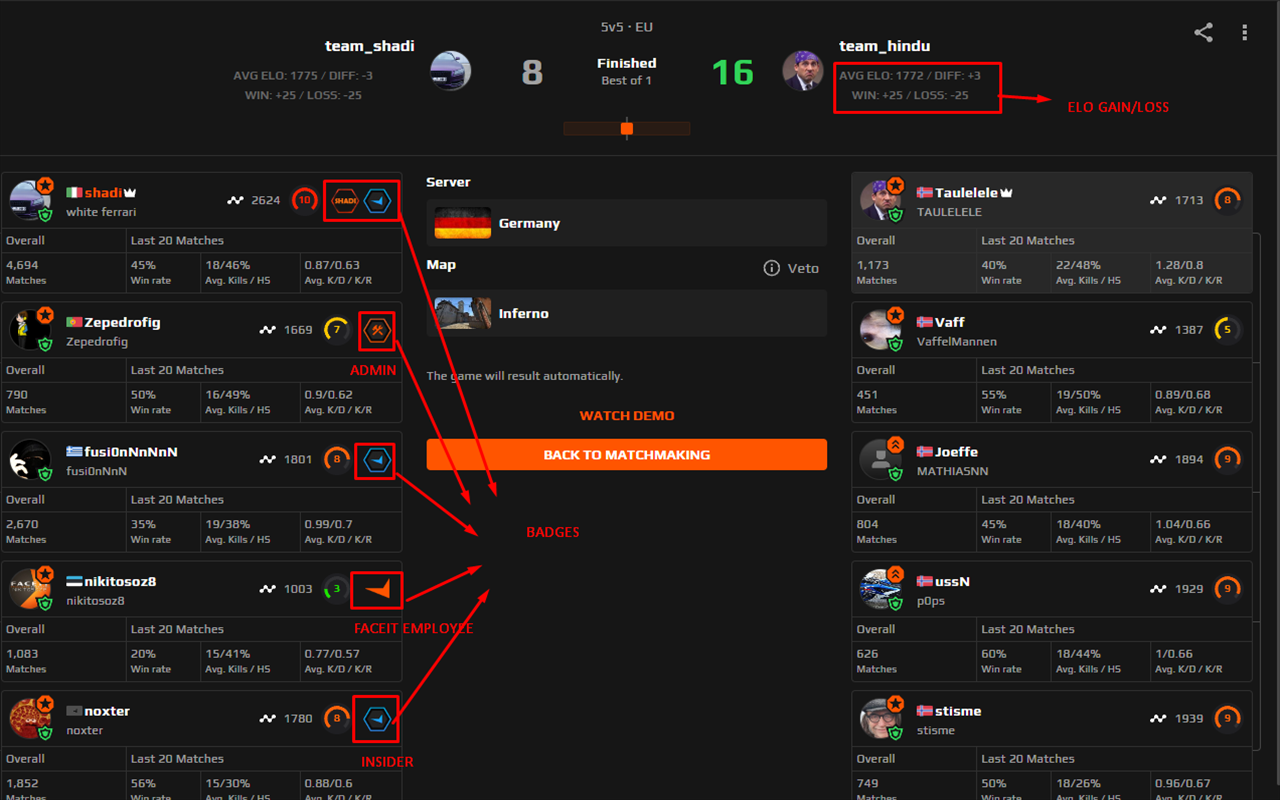 5v5 · EU
team_shadi
AVG ELO: 1775 / DIFF: -3
WIN: +25 / LOSS: -25
8
Finished
Best of 1
16
team_hindu
AVG ELO: 1772 / DIFF: +3
WIN: +25 / LOSS: -25
ELO GAIN/LOSS
shadi
white ferrari
2624
10
SHADI
Overall
Last 20 Matches
4,694
45%
18/46%
0.87/0.63
Matches
Win rate
Avg. Kills / HS
Avg. K/D / K/R
Zepedrofig
Zepedrofig
1669
7
ADMIN
Overall
Last 20 Matches
790
50%
16/49%
0.9/0.62
Matches
Win rate
Avg. Kills / HS
Avg. K/D / K/R
fusi0nNnNnN
fusi0nNnN
1801
8
Overall
Last 20 Matches
2,670
35%
19/38%
0.99/0.7
Matches
Win rate
Avg. Kills / HS
Avg. K/D / K/R
nikitosoz8
nikitosoz8
1003
3
FACEIT EMPLOYEE
Overall
Last 20 Matches
1,083
20%
15/41%
0.77/0.57
Matches
Win rate
Avg. Kills / HS
Avg. K/D / K/R
noxter
noxter
1780
8
INSIDER
Overall
Last 20 Matches
1,852
56%
15/30%
0.88/0.6
Matches
Win rate
Avg. Kills / HS
Avg. K/D / K/R
Server
Germany
Map
Veto
Inferno
The game will result automatically.
WATCH DEMO
BACK TO MATCHMAKING
BADGES
Taulelele
TAULELELE
1713
8
Overall
Last 20 Matches
1,173
40%
22/48%
1.28/0.8
Matches
Win rate
Avg. Kills / HS
Avg. K/D / K/R
Vaff
VaffelMannen
1387
5
Overall
Last 20 Matches
451
55%
19/50%
0.89/0.68
Matches
Win rate
Avg. Kills / HS
Avg. K/D / K/R
Joeffe
MATHIASNN
1894
9
Overall
Last 20 Matches
804
45%
18/40%
1.04/0.66
Matches
Win rate
Avg. Kills / HS
Avg. K/D / K/R
ussN
p0ps
1929
9
Overall
Last 20 Matches
626
60%
18/44%
1/0.66
Matches
Win rate
Avg. Kills / HS
Avg. K/D / K/R
stisme
stisme
1939
9
Overall
Last 20 Matches
749
50%
18/26%
0.96/0.67
Matches
Win rate
Avg. Kills / HS
Avg. K/D / K/R